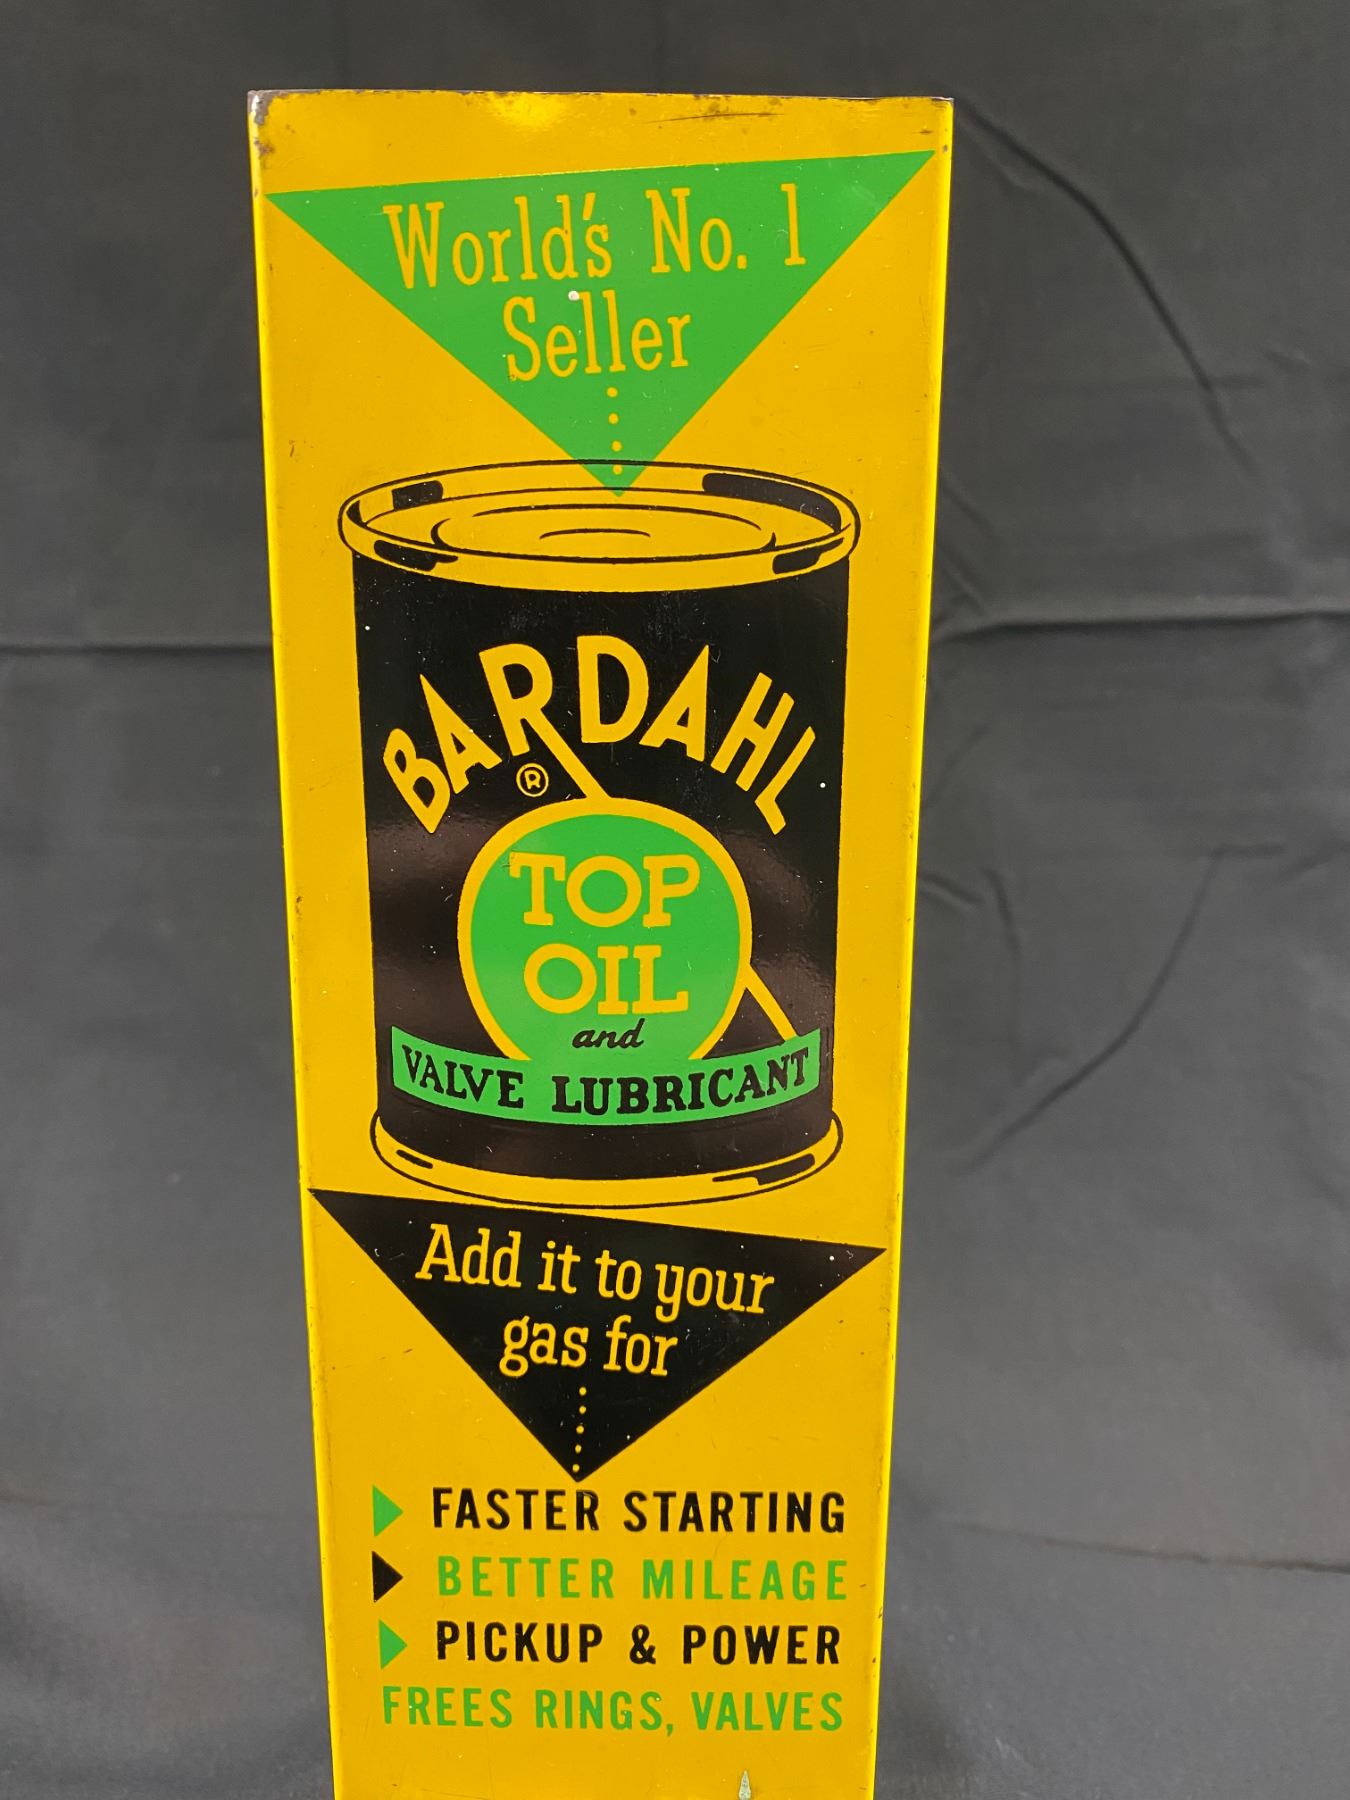 World's No. 1
Seller
BARDAHL
®
TOP
OIL
and
VALVE LUBRICANT
Add it to your
gas for
FASTER STARTING
BETTER MILEAGE
PICKUP & POWER
FREES RINGS, VALVES